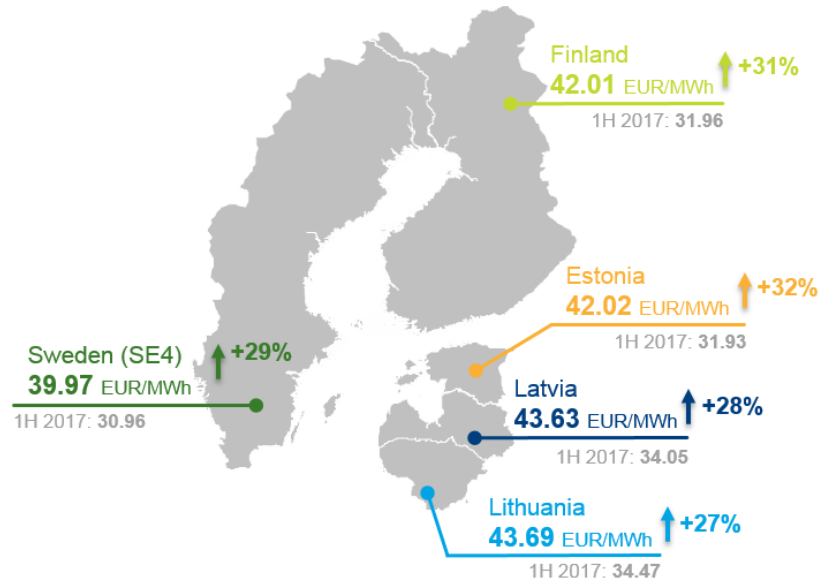 Finland
42.01 EUR/MWh
+31%
1H 2017: 31.96
Estonia
42.02 EUR/MWh
+32%
1H 2017: 31.93
Sweden (SE4)
39.97 EUR/MWh
+29%
1H 2017: 30.96
Latvia
43.63 EUR/MWh
+28%
1H 2017: 34.05
Lithuania
43.69 EUR/MWh
+27%
1H 2017: 34.47